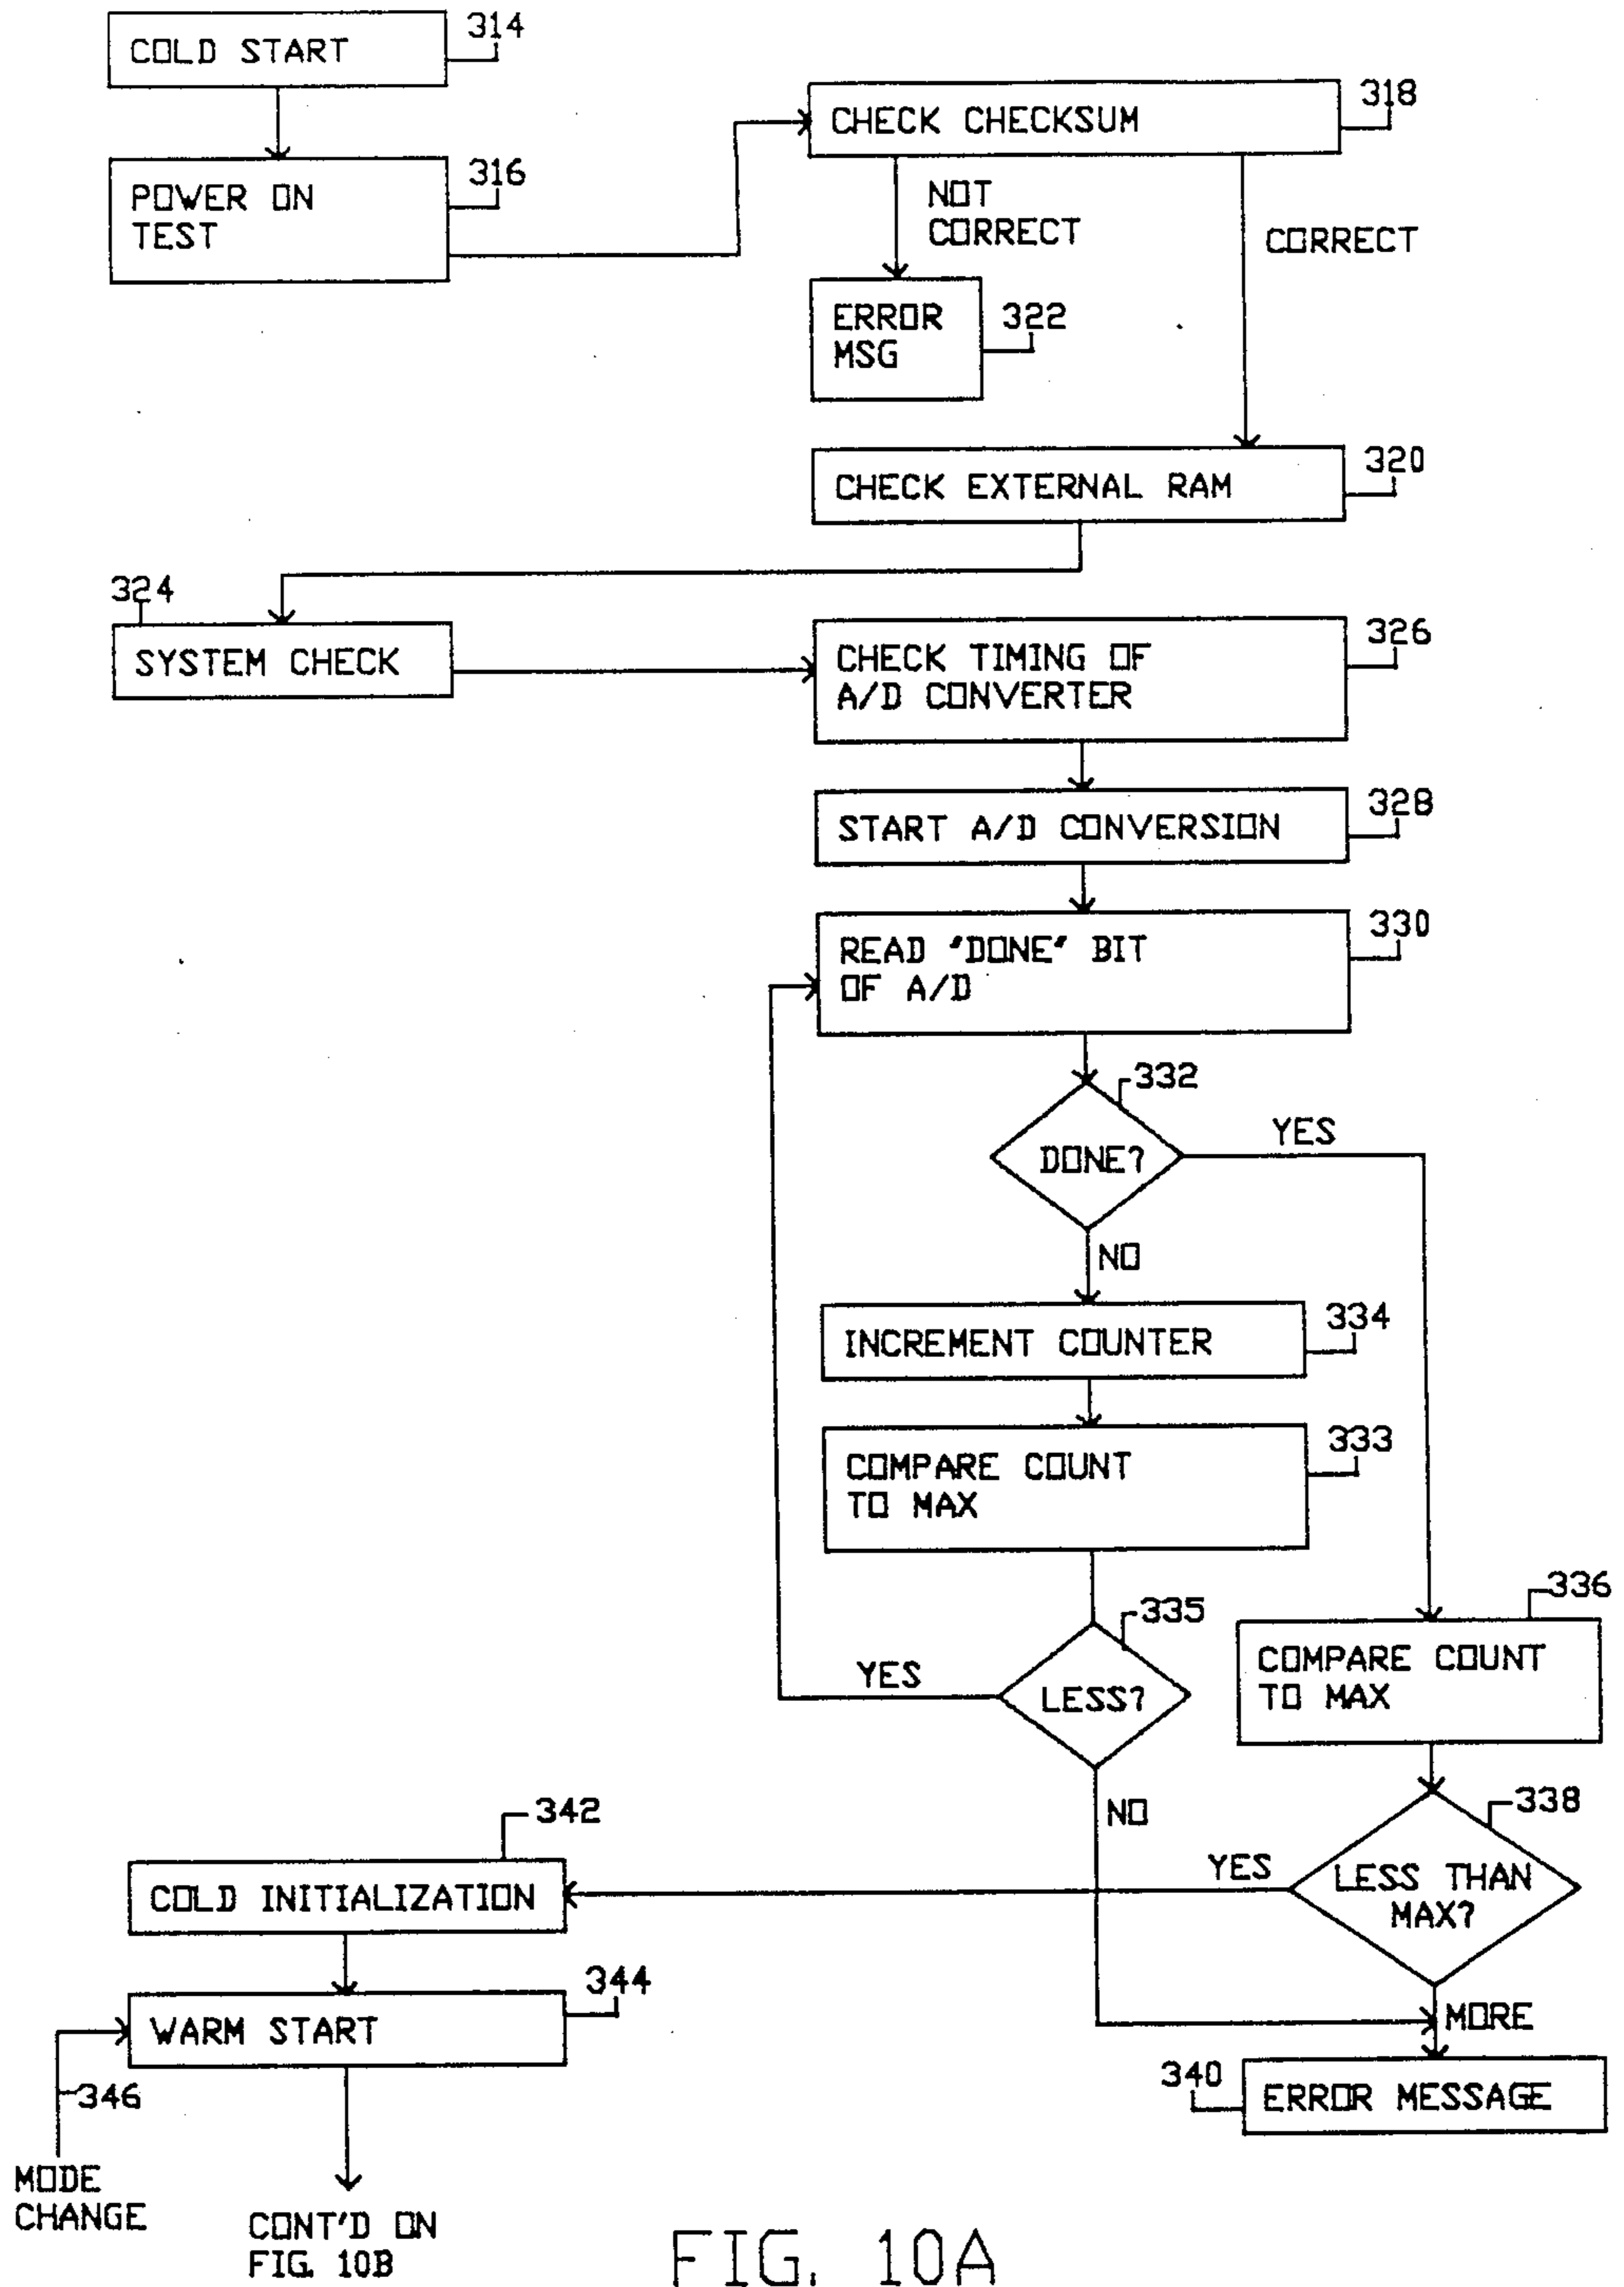 COLD START
314
POWER ON
TEST
316
CHECK CHECKSUM
318
NOT
CORRECT
CORRECT
ERROR
MSG
322
CHECK EXTERNAL RAM
320
324
SYSTEM CHECK
CHECK TIMING OF
A/D CONVERTER
326
START A/D CONVERSION
328
READ "DONE" BIT
OF A/D
330
332
DONE?
YES
NO
INCREMENT COUNTER
334
COMPARE COUNT
TO MAX
333
335
LESS?
YES
NO
336
COMPARE COUNT
TO MAX
338
LESS THAN
MAX?
YES
MORE
340
ERROR MESSAGE
342
COLD INITIALIZATION
344
WARM START
346
MODE
CHANGE
CONT'D ON
FIG. 10B
FIG. 10A